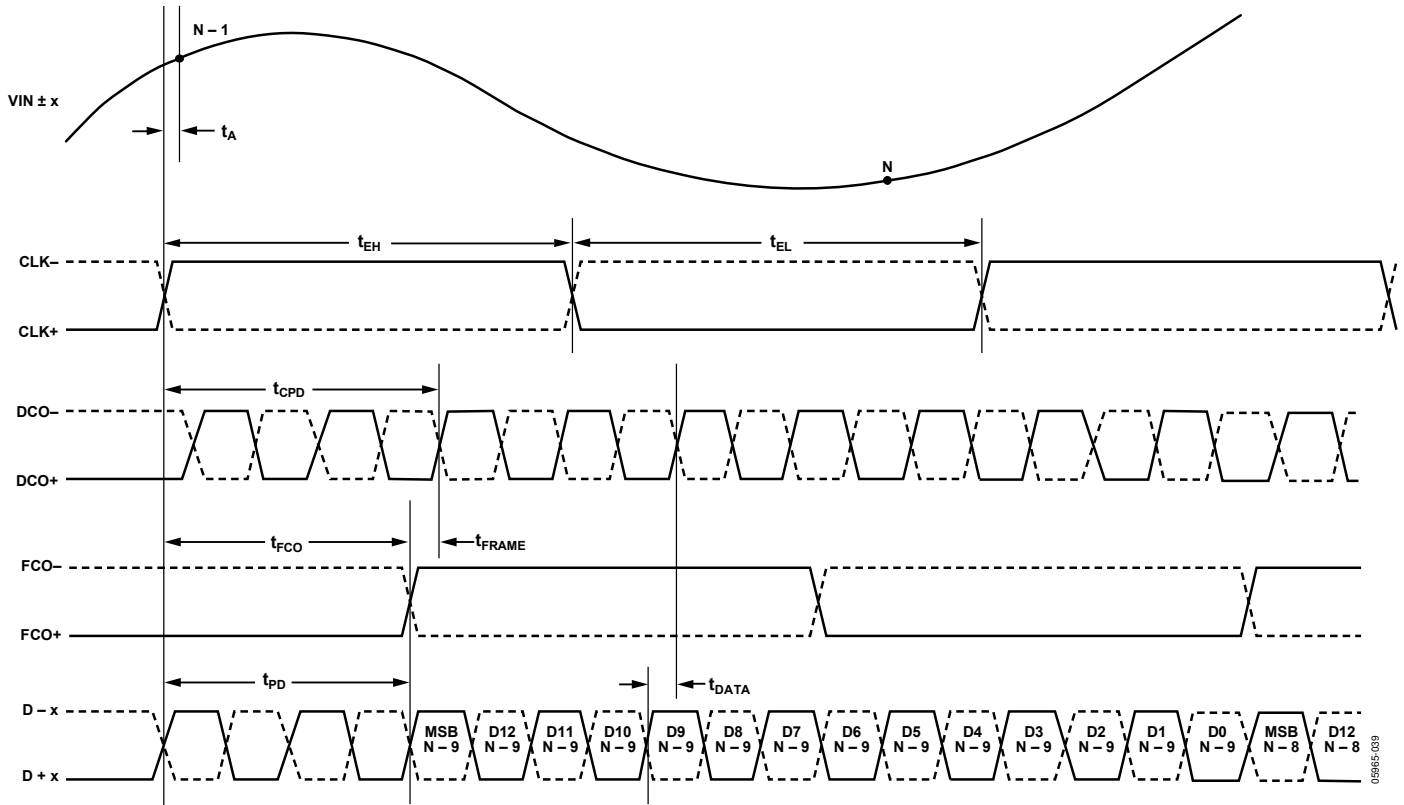 N – 1
VIN ± x
tA
N
tEH
tEL
CLK–
CLK+
tCPD
DCO–
DCO+
tFCO
tFRAME
FCO–
FCO+
tPD
tDATA
D – x
MSB D12 D11 D10 D9 D8 D7 D6 D5 D4 D3 D2 D1 D0 MSB D12
N – 9 N – 9 N – 9 N – 9 N – 9 N – 9 N – 9 N – 9 N – 9 N – 9 N – 9 N – 9 N – 9 N – 9 N – 8 N – 8
D + x
05965-039